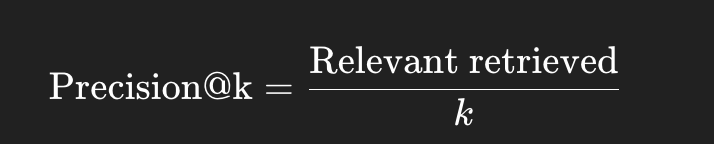 Precision@k = Relevant retrieved / k